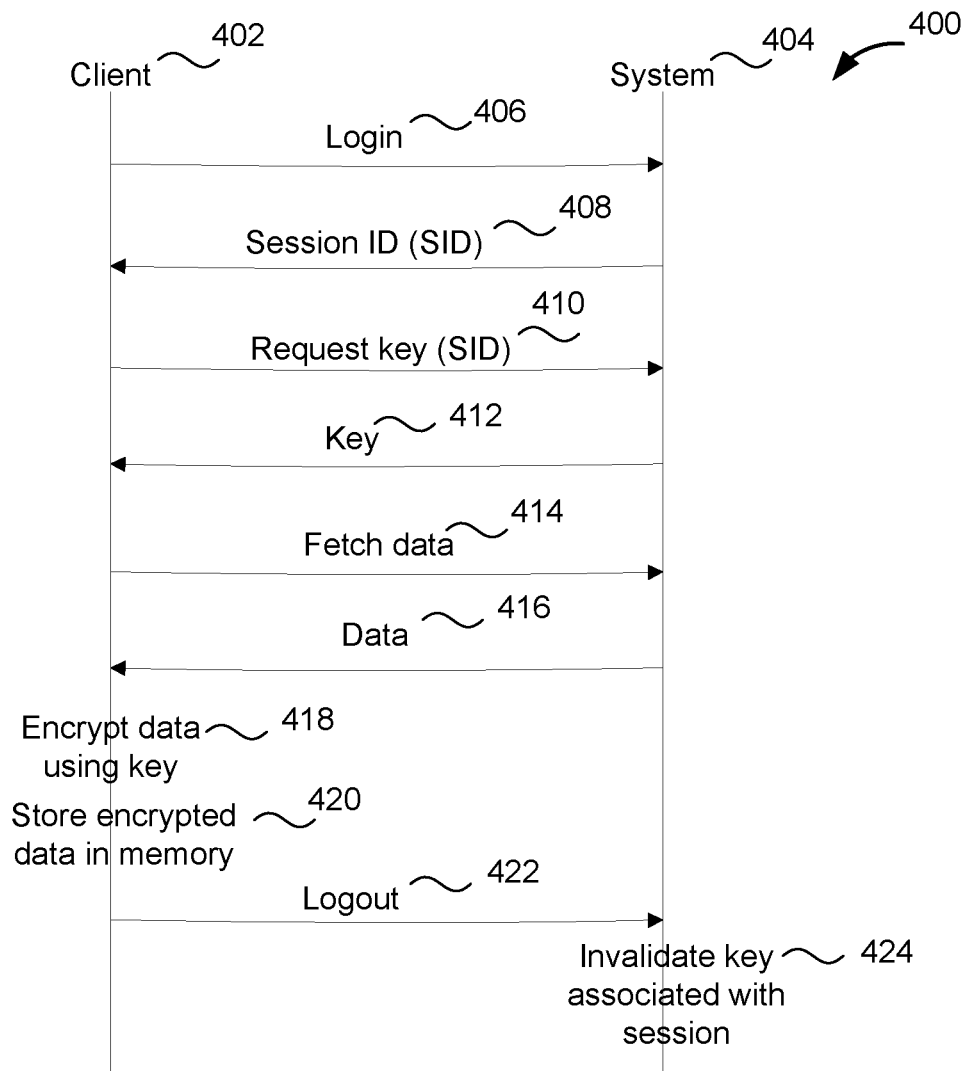 402
404
400
Client
System
406
Login
408
Session ID (SID)
410
Request key (SID)
412
Key
414
Fetch data
416
Data
418
Encrypt data
using key
420
Store encrypted
data in memory
422
Logout
424
Invalidate key
associated with
session